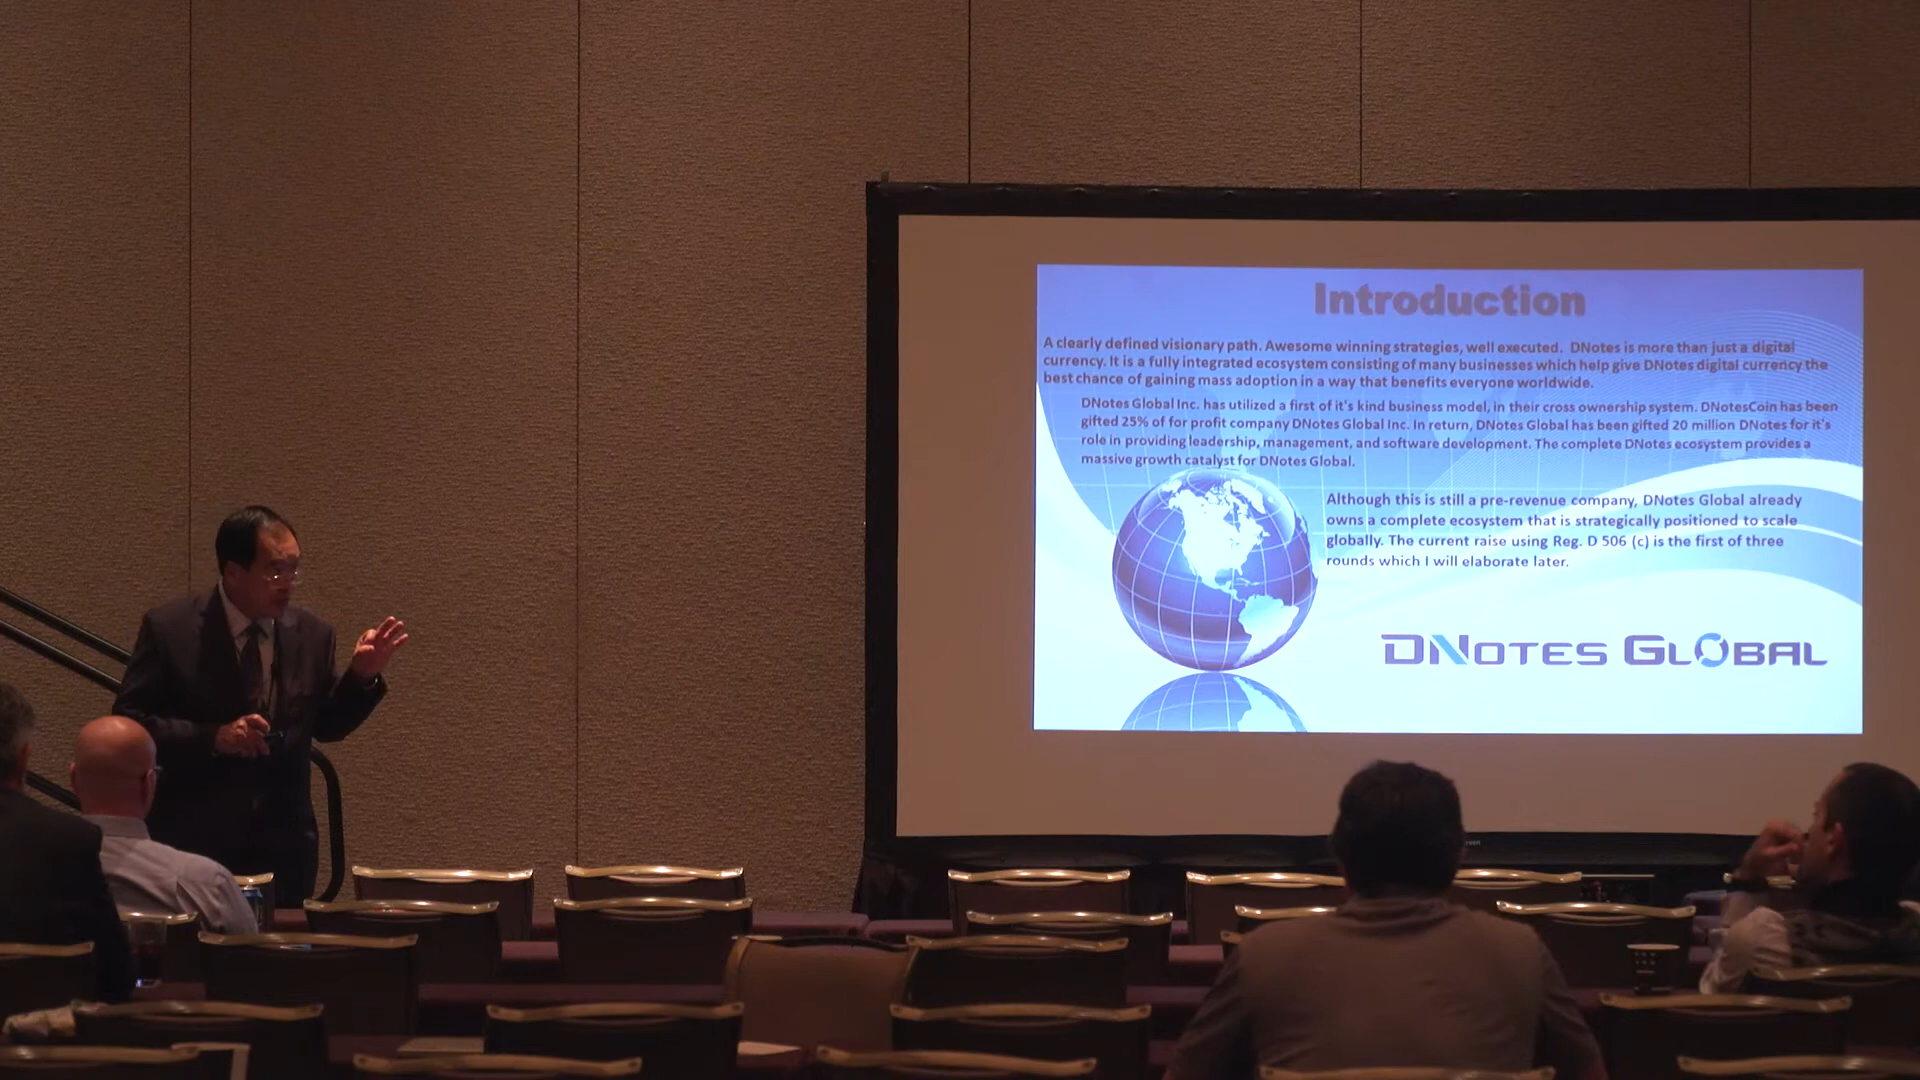 Introduction
A clearly defined visionary path. Awesome winning strategies, well executed. DNotes is more than just a digital
currency. It is a fully integrated ecosystem consisting of many businesses which help give DNotes digital currency the
best chance of gaining mass adoption in a way that benefits everyone worldwide.
DNotes Global Inc. has utilized a first of it's kind business model, in their cross ownership system. DNotesCoin has been
gifted 25% of for profit company DNotes Global Inc. In return, DNotes Global has been gifted 20 million DNotes for it's
role in providing leadership, management, and software development. The complete DNotes ecosystem provides a
massive growth catalyst for DNotes Global.
Although this is still a pre-revenue company, DNotes Global already
owns a complete ecosystem that is strategically positioned to scale
globally. The current raise using Reg. D 506 (c) is the first of three
rounds which I will elaborate later.
DNOTES GLOBAL